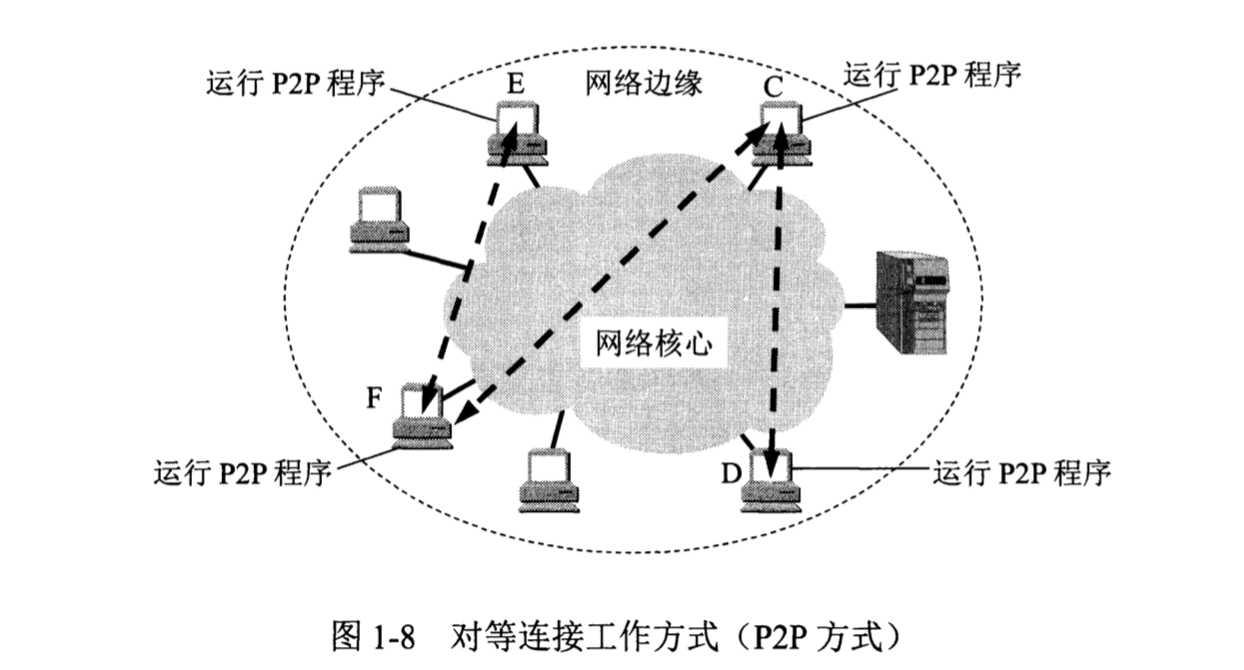 运行 P2P 程序
E
网络边缘
C
运行 P2P 程序
网络核心
F
运行 P2P 程序
D
运行 P2P 程序
图 1-8 对等连接工作方式（P2P 方式）